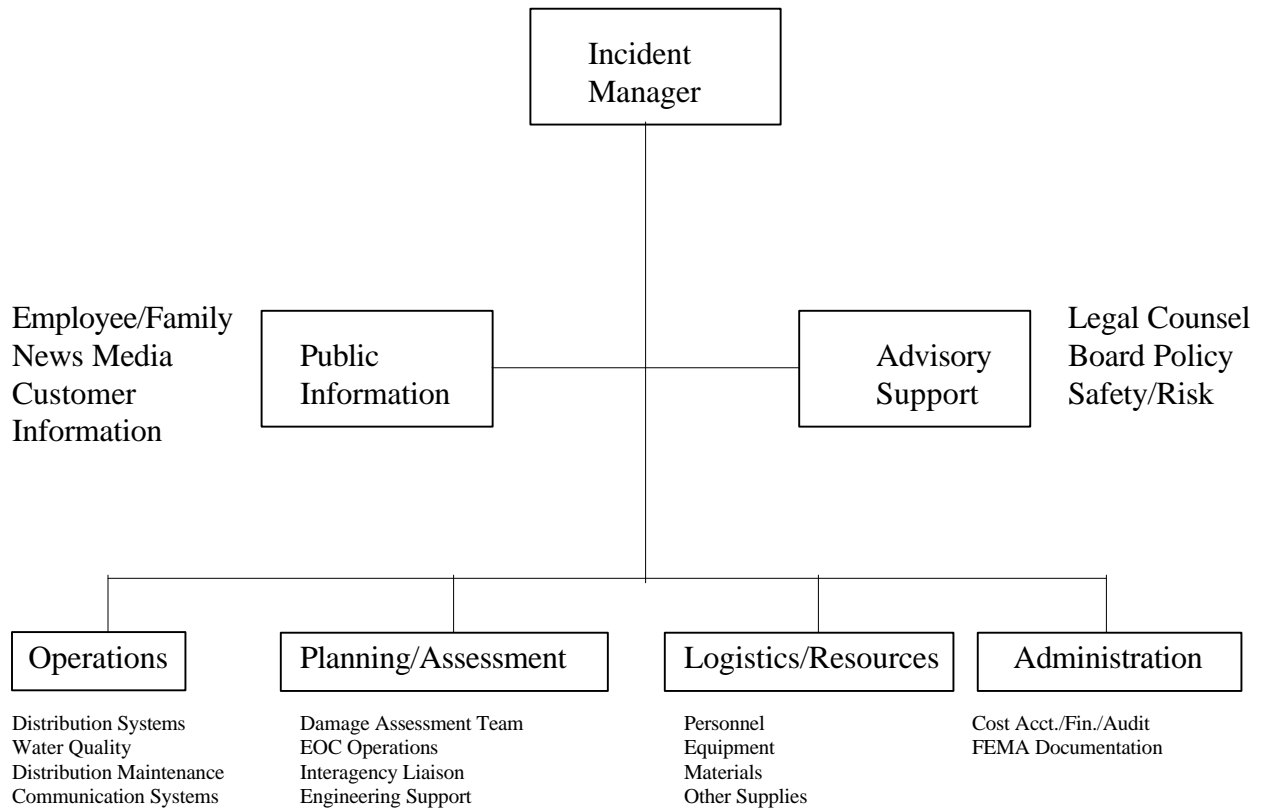 Incident
Manager
Employee/Family
News Media
Customer
Information
Public
Information
Advisory
Support
Legal Counsel
Board Policy
Safety/Risk
Operations
Distribution Systems
Water Quality
Distribution Maintenance
Communication Systems
Planning/Assessment
Damage Assessment Team
EOC Operations
Interagency Liaison
Engineering Support
Logistics/Resources
Personnel
Equipment
Materials
Other Supplies
Administration
Cost Acct./Fin./Audit
FEMA Documentation